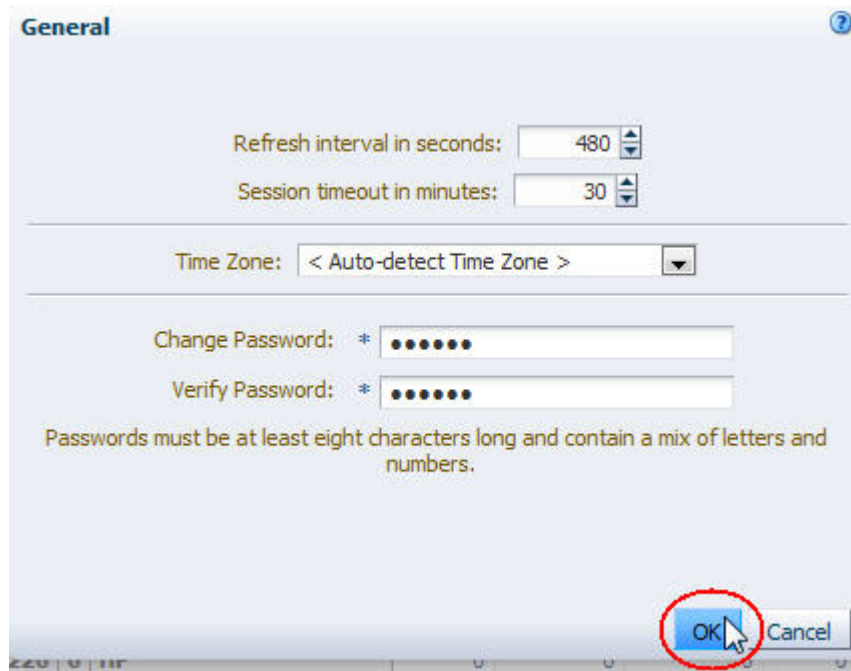 General
Refresh interval in seconds: 480
Session timeout in minutes: 30
Time Zone: < Auto-detect Time Zone >
Change Password: * ●●●●●●
Verify Password: * ●●●●●●
Passwords must be at least eight characters long and contain a mix of letters and
numbers.
OK Cancel